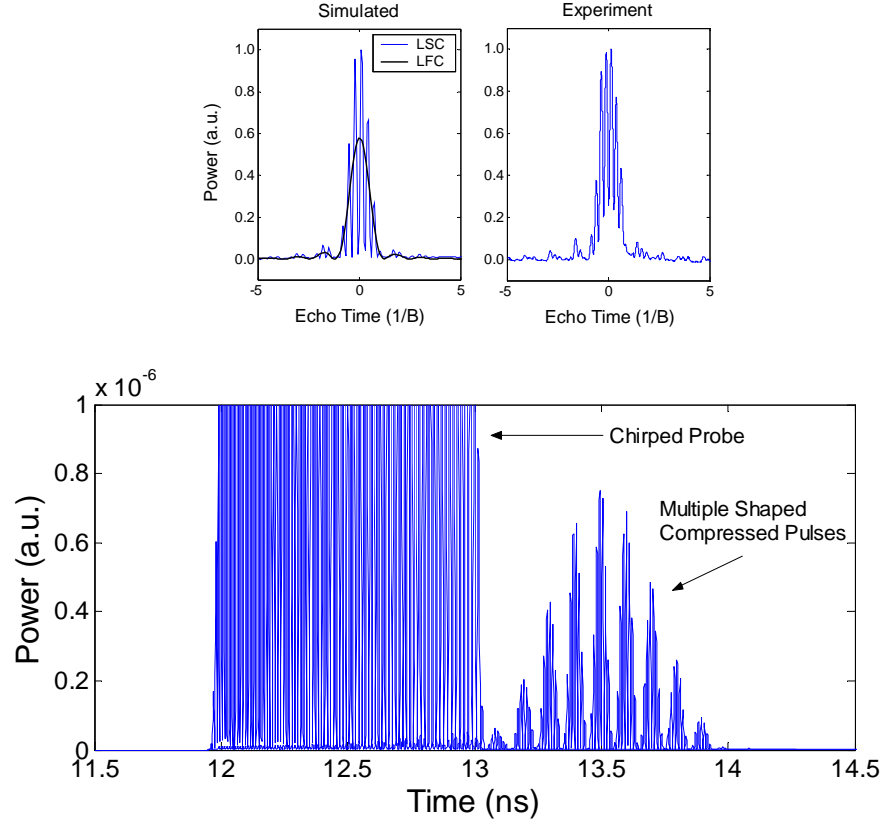 Simulated
Experiment
LSC
LFC
1.0
0.8
0.6
0.4
0.2
0.0
Power (a.u.)
-5
0
5
Echo Time (1/B)
1.0
0.8
0.6
0.4
0.2
0.0
-5
0
5
Echo Time (1/B)
x 10-6
1
0.8
0.6
0.4
0.2
0
Power (a.u.)
Chirped Probe
Multiple Shaped
Compressed Pulses
11.5
12
12.5
13
13.5
14
14.5
Time (ns)